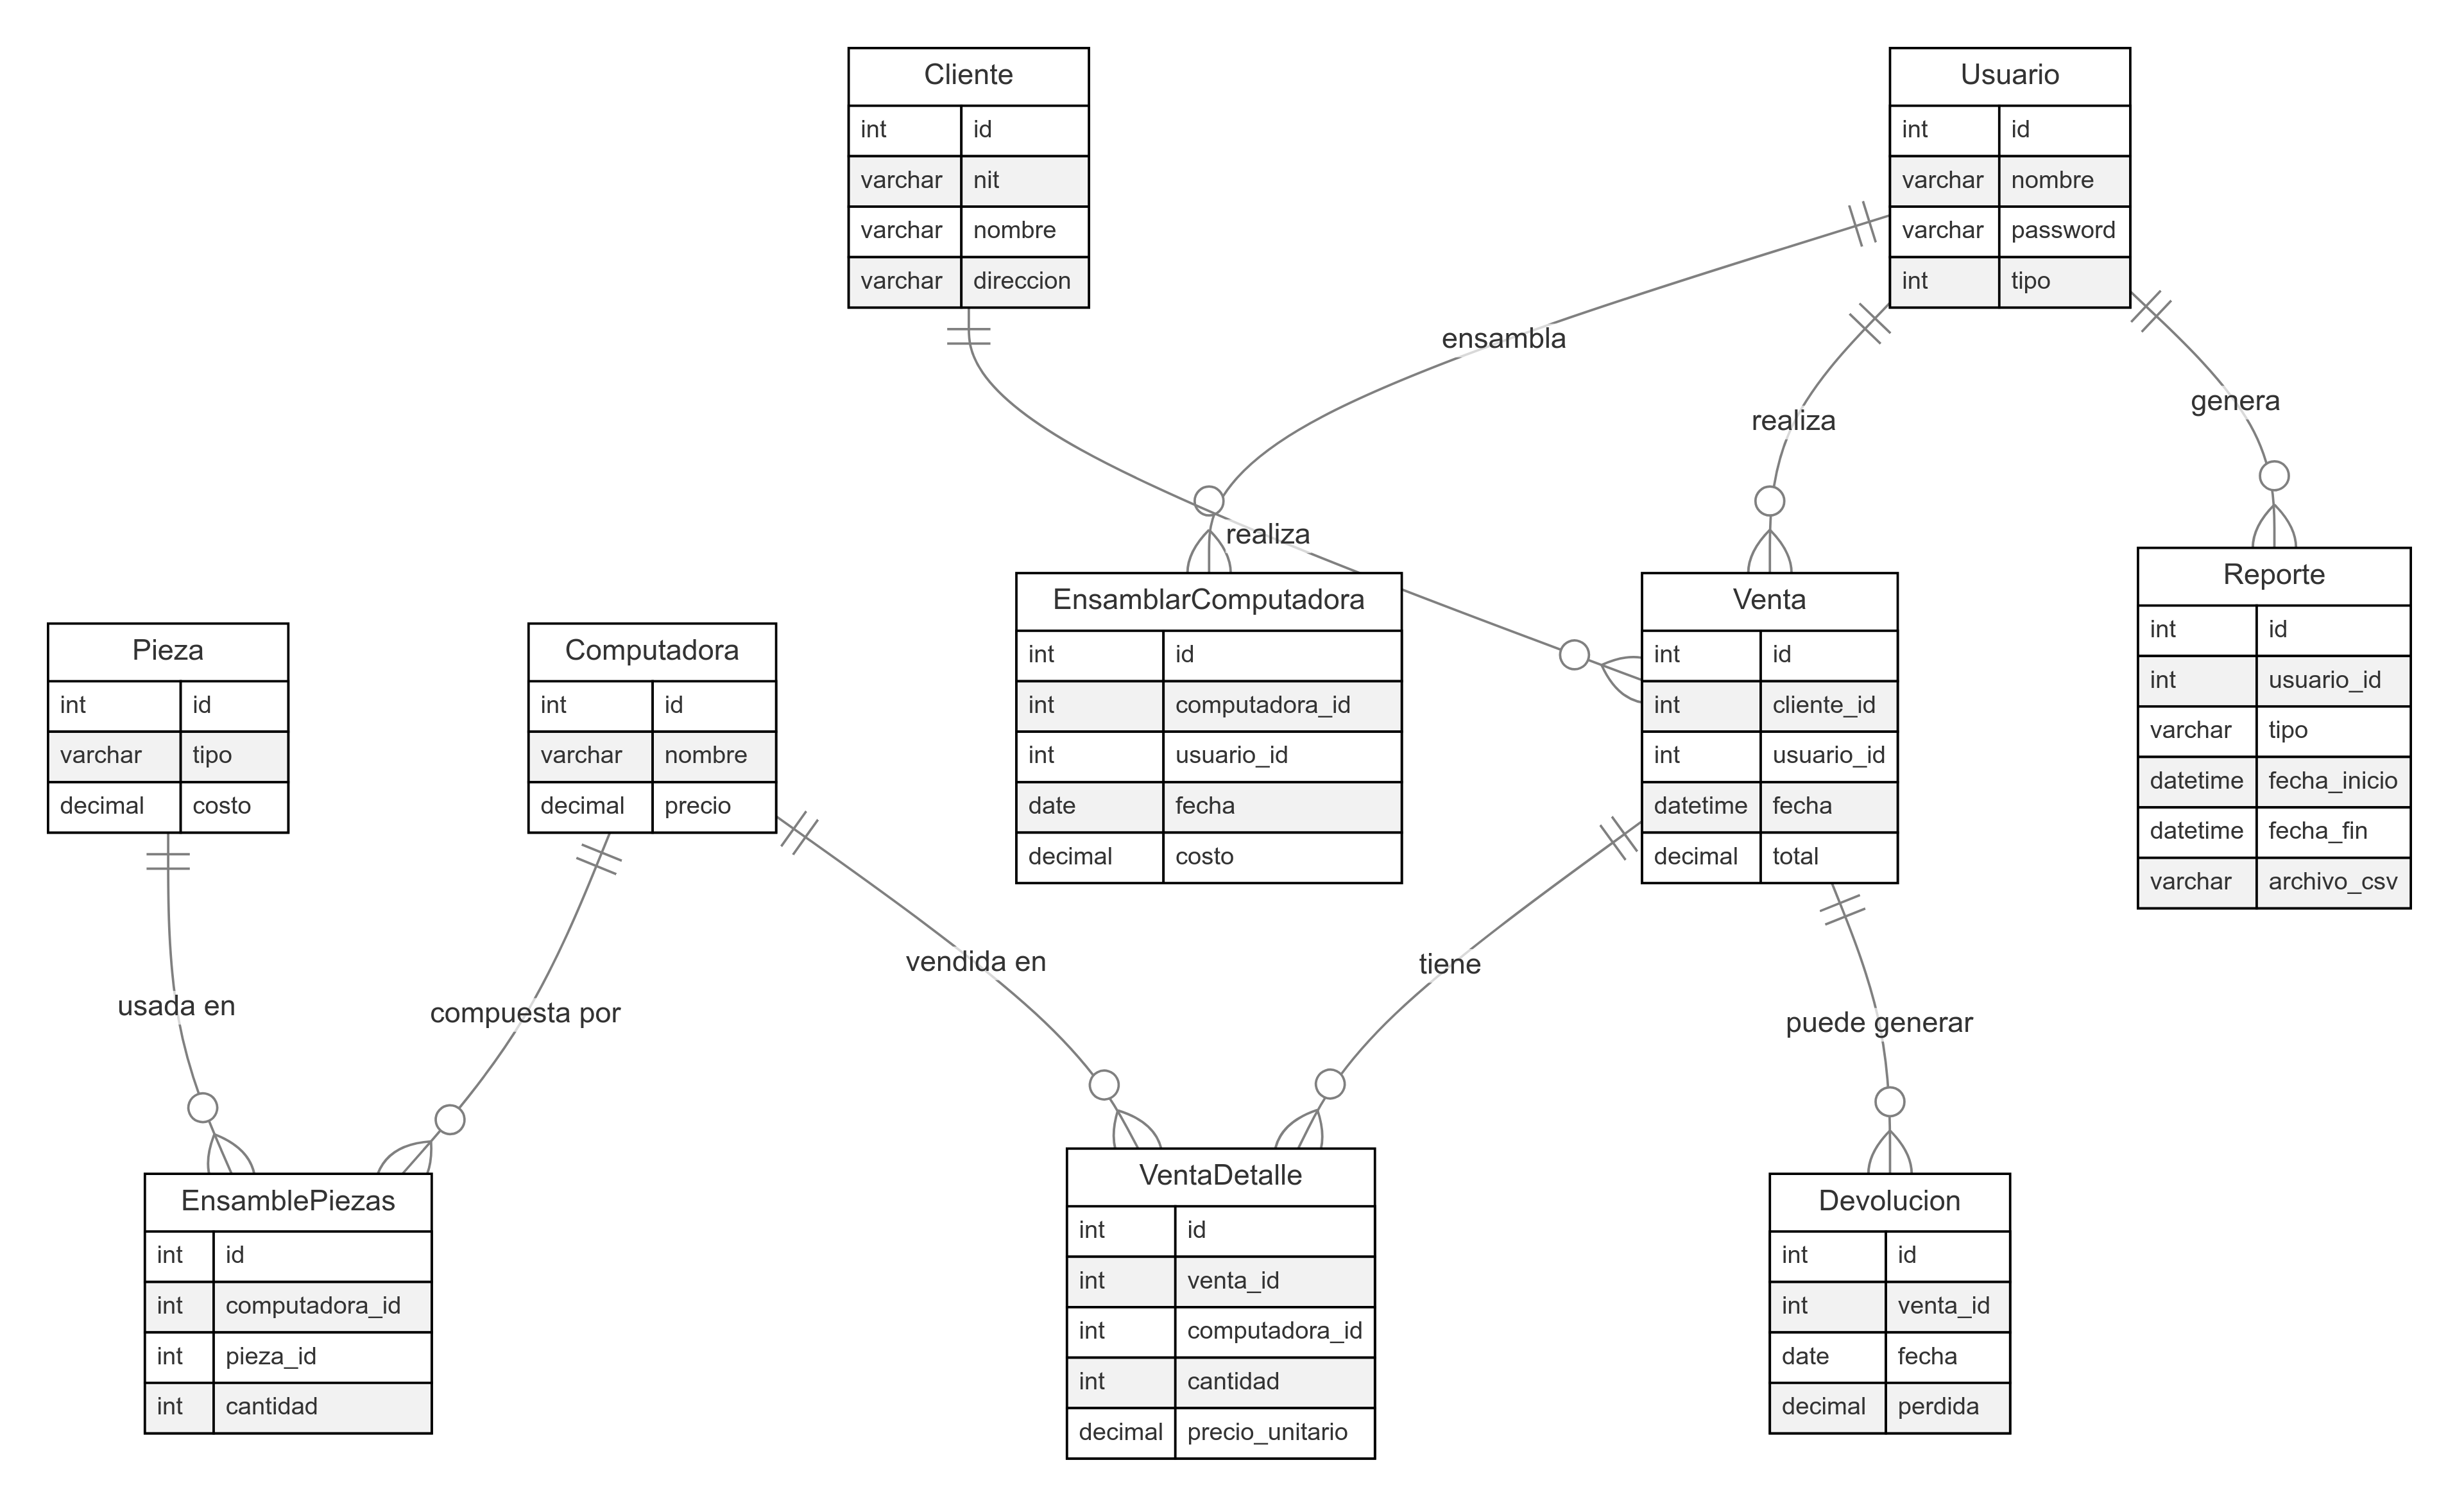 Cliente
int id
varchar nit
varchar nombre
varchar direccion
Usuario
int id
varchar nombre
varchar password
int tipo
ensambla
realiza
genera
realiza
Pieza
int id
varchar tipo
decimal costo
Computadora
int id
varchar nombre
decimal precio
EnsamblarComputadora
int id
int computadora_id
int usuario_id
date fecha
decimal costo
Venta
int id
int cliente_id
int usuario_id
datetime fecha
decimal total
Reporte
int id
int usuario_id
varchar tipo
datetime fecha_inicio
datetime fecha_fin
varchar archivo_csv
usada en
compuesta por
vendida en
tiene
puede generar
EnsamblePiezas
int id
int computadora_id
int pieza_id
int cantidad
VentaDetalle
int id
int venta_id
int computadora_id
int cantidad
decimal precio_unitario
Devolucion
int id
int venta_id
date fecha
decimal perdida